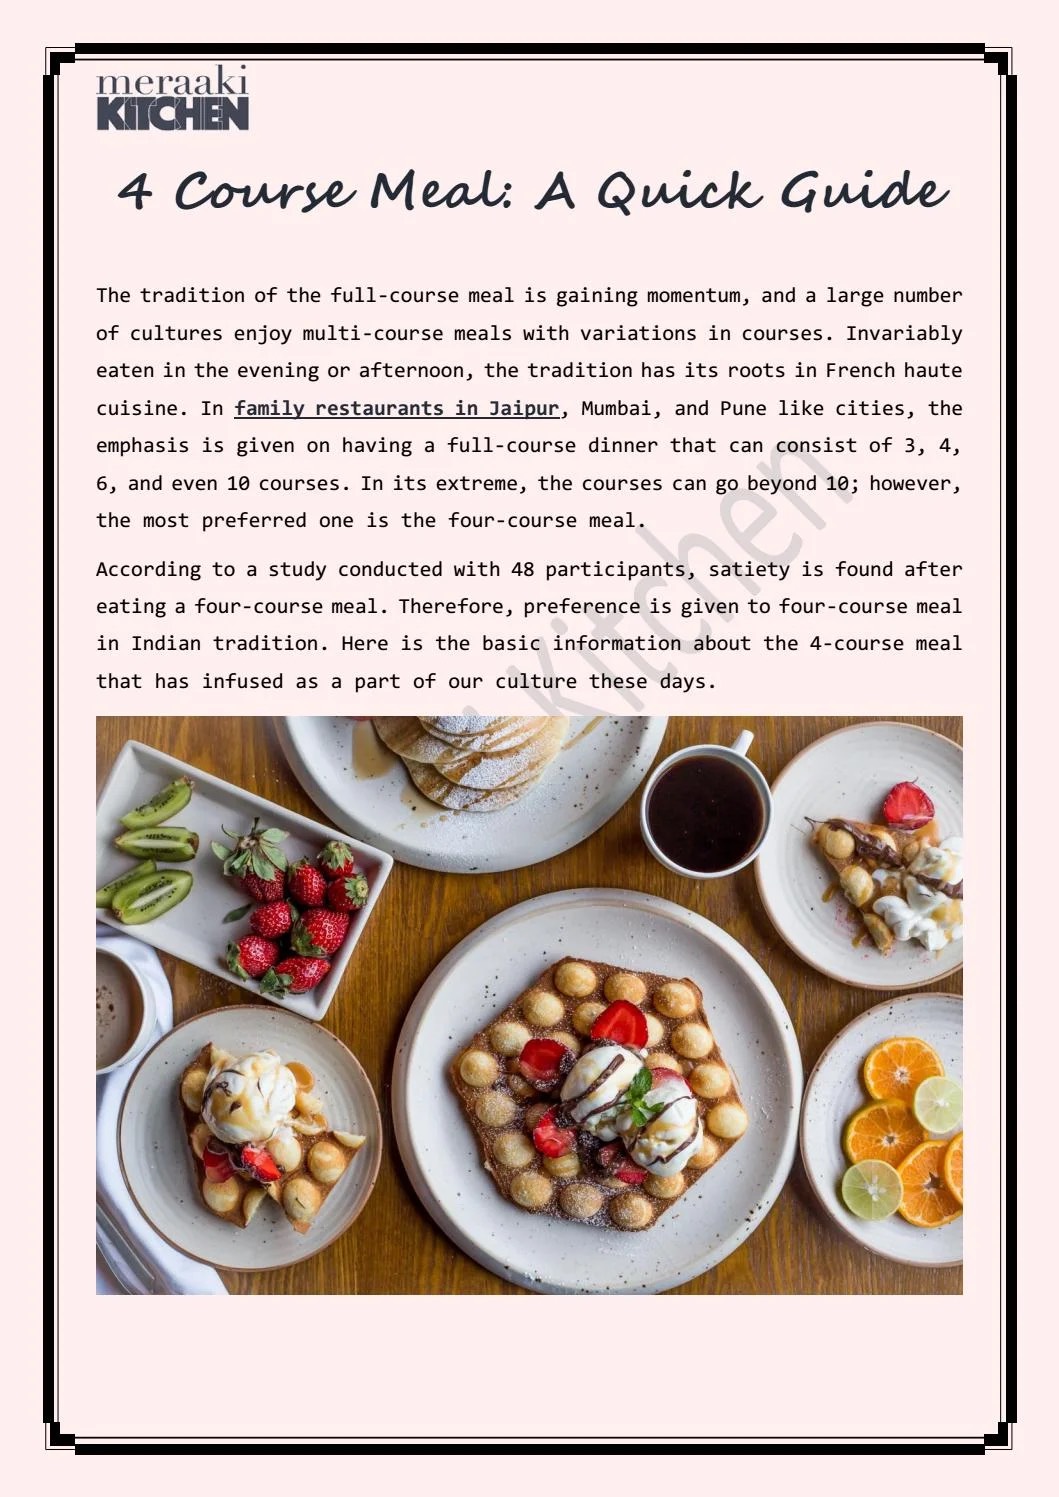 meraaki
KITCHEN
4 Course Meal: A Quick Guide
The tradition of the full-course meal is gaining momentum, and a large number
of cultures enjoy multi-course meals with variations in courses. Invariably
eaten in the evening or afternoon, the tradition has its roots in French haute
cuisine. In family restaurants in Jaipur, Mumbai, and Pune like cities, the
emphasis is given on having a full-course dinner that can consist of 3, 4,
6, and even 10 courses. In its extreme, the courses can go beyond 10; however,
the most preferred one is the four-course meal.
According to a study conducted with 48 participants, satiety is found after
eating a four-course meal. Therefore, preference is given to four-course meal
in Indian tradition. Here is the basic information about the 4-course meal
that has infused as a part of our culture these days.
Kitchen